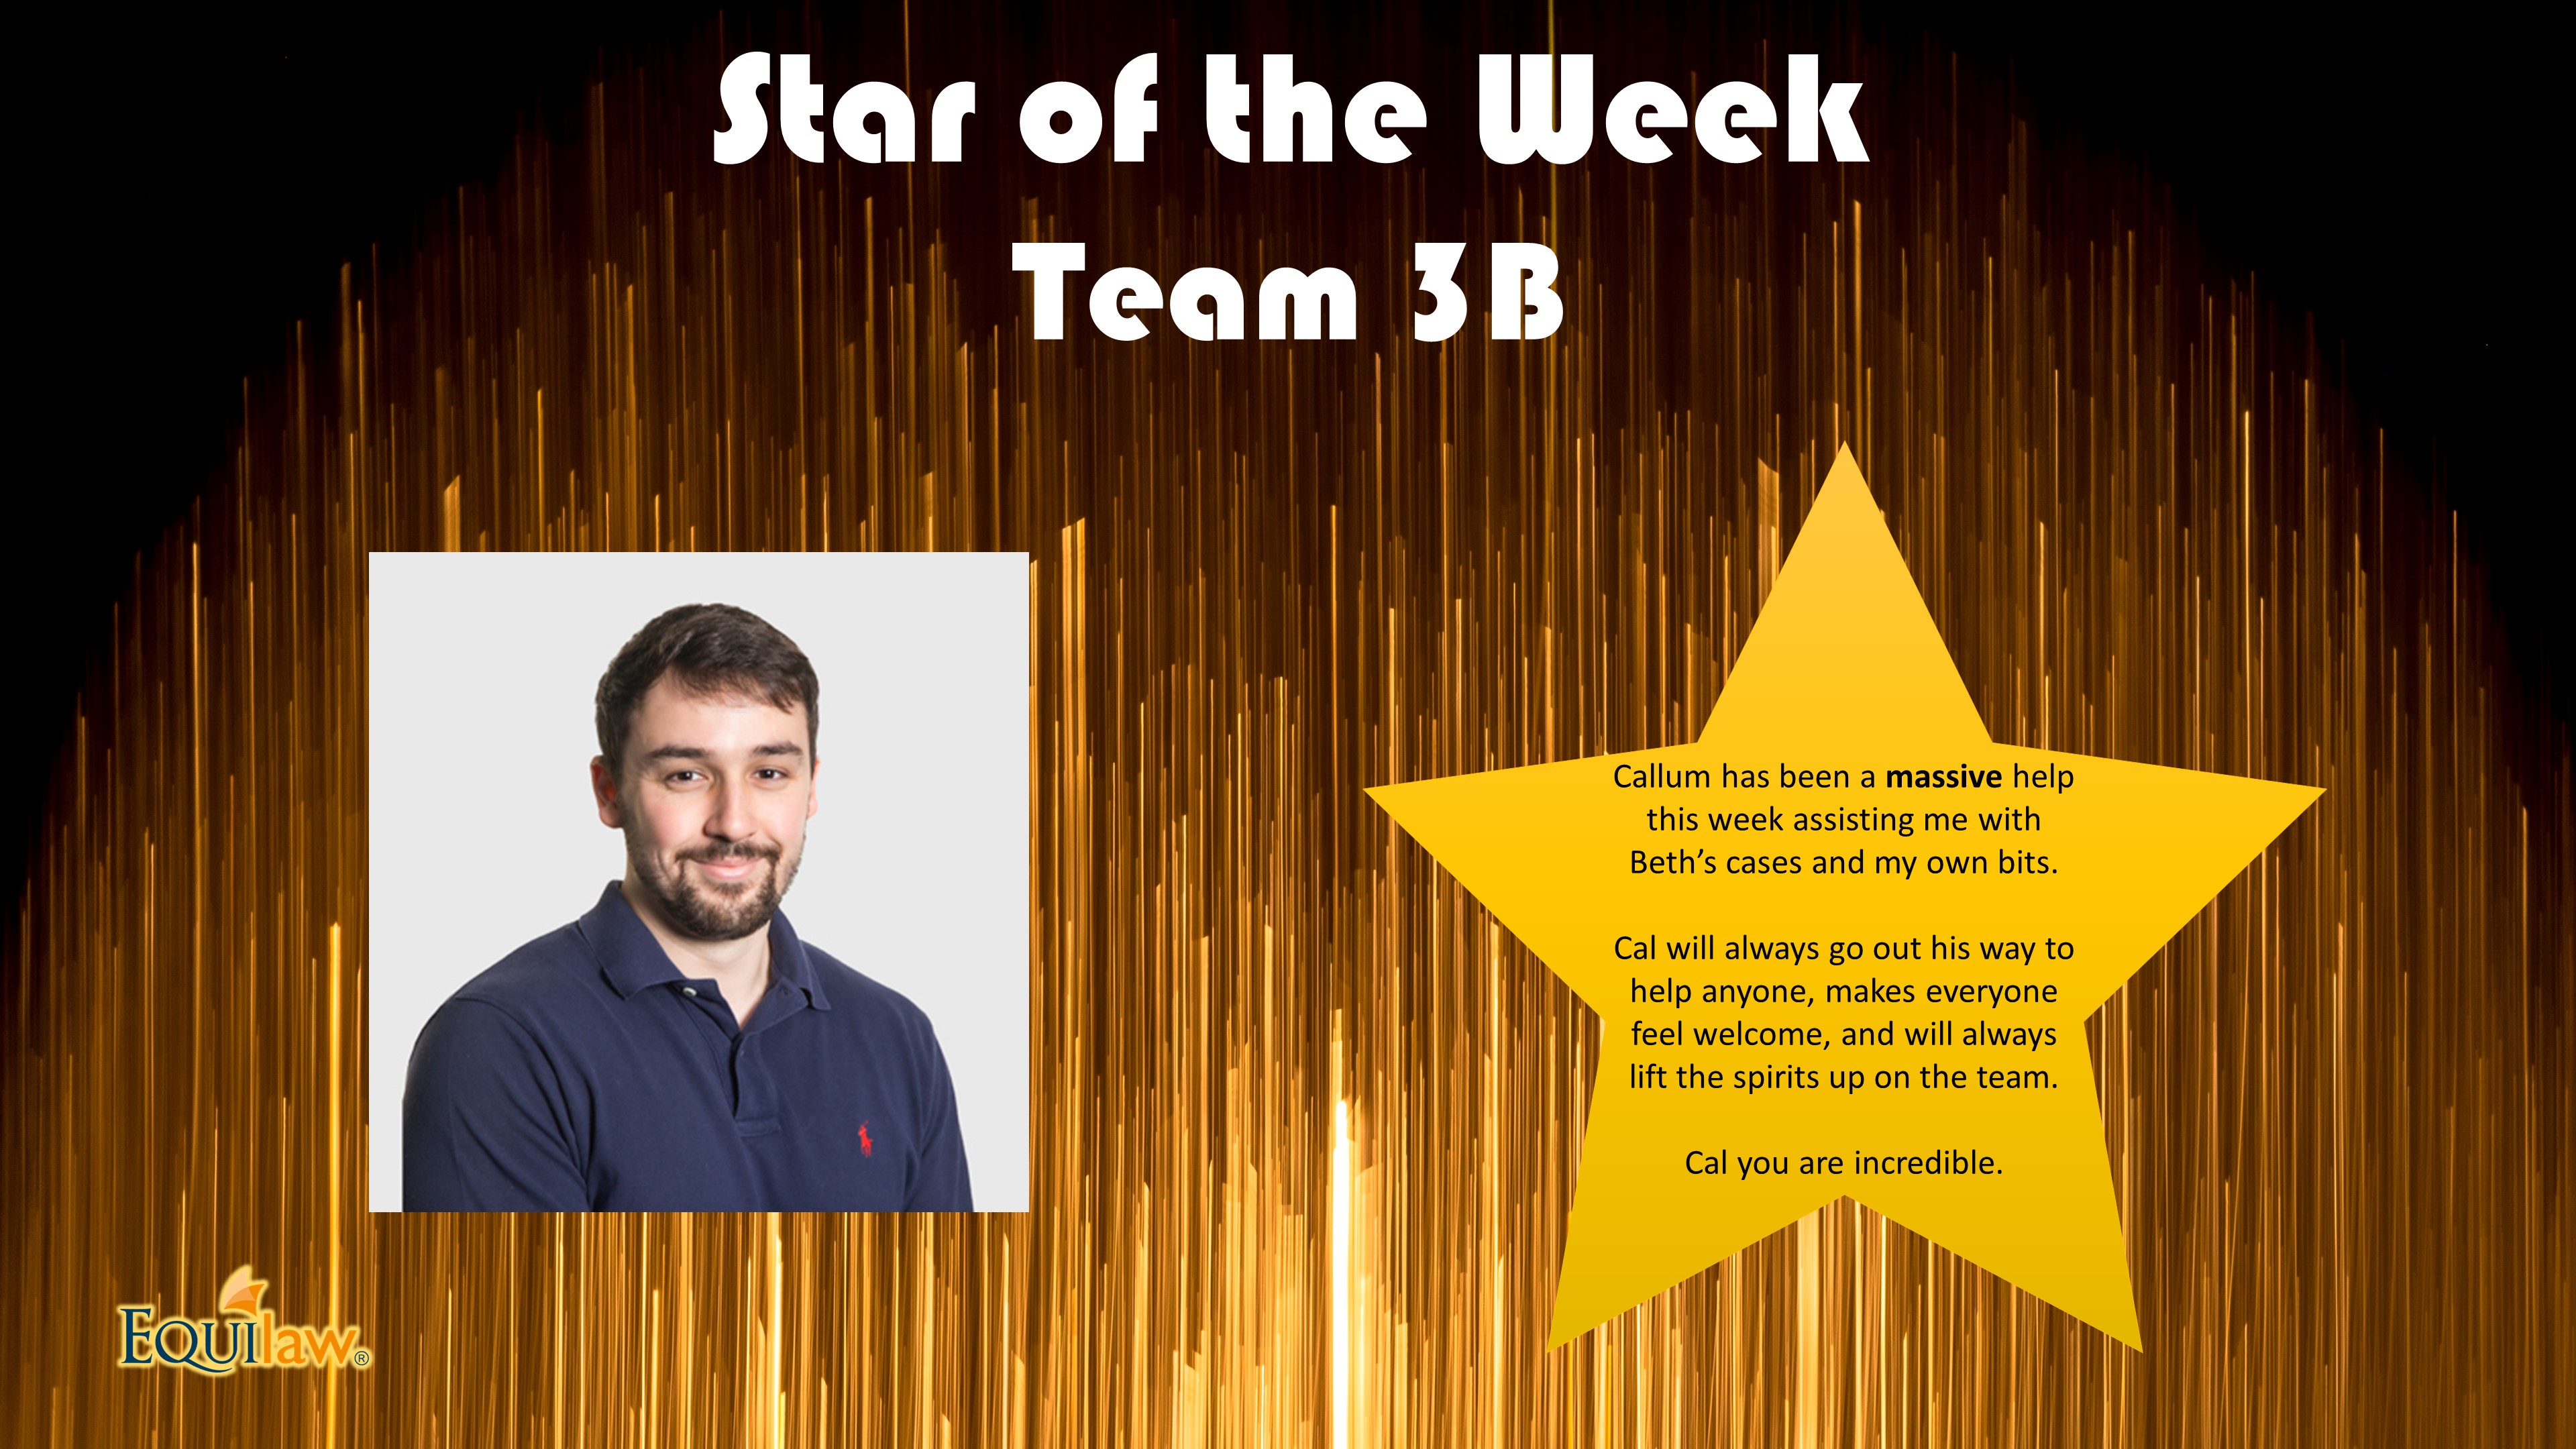 Star of the Week
Team 3B
Callum has been a massive help
this week assisting me with
Beth’s cases and my own bits.
Cal will always go out his way to
help anyone, makes everyone
feel welcome, and will always
lift the spirits up on the team.
Cal you are incredible.
EQUIlaw®